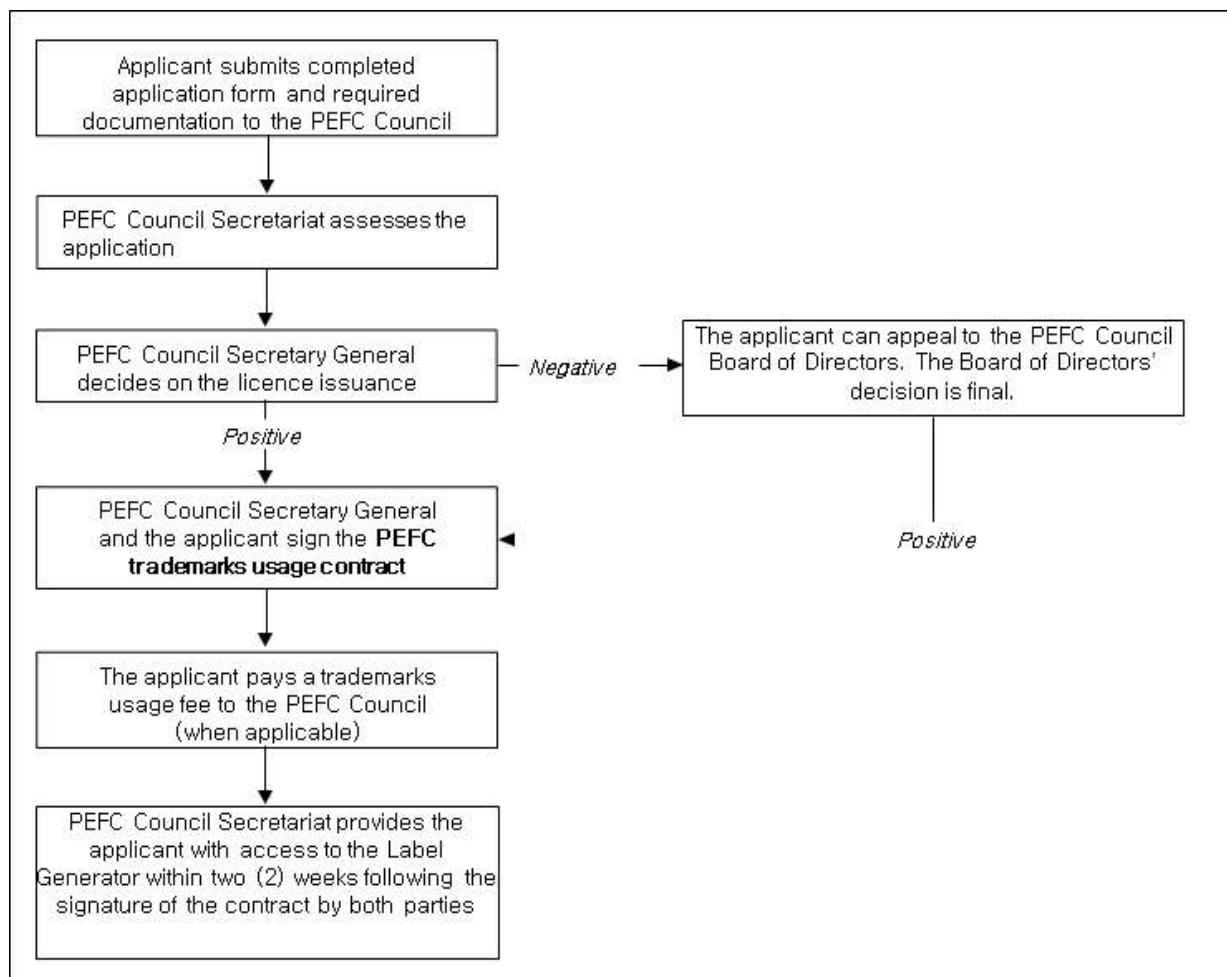 Applicant submits completed
application form and required
documentation to the PEFC Council
PEFC Council Secretariat assesses the
application
PEFC Council Secretary General
decides on the licence issuance
Negative
The applicant can appeal to the PEFC Council
Board of Directors. The Board of Directors'
decision is final.
Positive
PEFC Council Secretary General
and the applicant sign the PEFC
trademarks usage contract
Positive
The applicant pays a trademarks
usage fee to the PEFC Council
(when applicable)
PEFC Council Secretariat provides the
applicant with access to the Label
Generator within two (2) weeks following the
signature of the contract by both parties